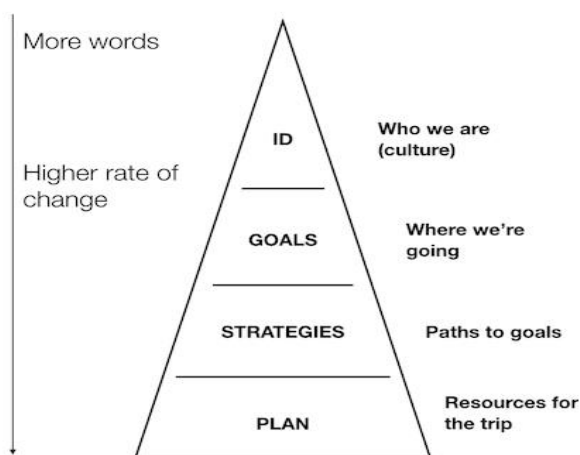 More words
ID
Who we are
(culture)
Higher rate of
change
GOALS
Where we're
going
STRATEGIES
Paths to goals
PLAN
Resources for
the trip